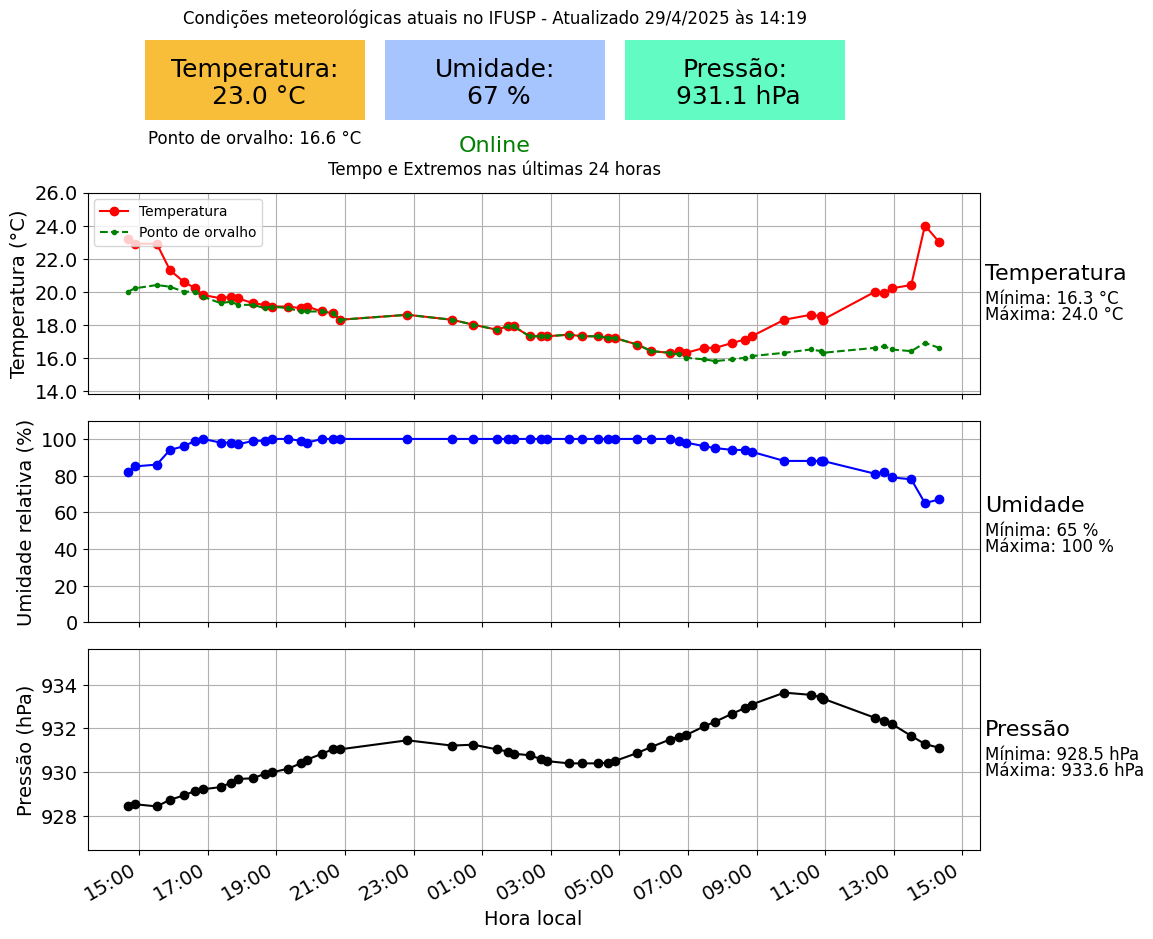 Condições meteorológicas atuais no IFUSP - Atualizado 29/4/2025 às 14:19
Temperatura:
23.0 °C
Umidade:
67 %
Pressão:
931.1 hPa
Ponto de orvalho: 16.6 °C
Online
Tempo e Extremos nas últimas 24 horas
Temperatura (°C)
26.0
24.0
22.0
20.0
18.0
16.0
14.0
Temperatura
Ponto de orvalho
Temperatura
Mínima: 16.3 °C
Máxima: 24.0 °C
Umidade relativa (%)
100
80
60
40
20
0
Umidade
Mínima: 65 %
Máxima: 100 %
Pressão (hPa)
934
932
930
928
Pressão
Mínima: 928.5 hPa
Máxima: 933.6 hPa
15:00
17:00
19:00
21:00
23:00
01:00
03:00
05:00
07:00
09:00
11:00
13:00
15:00
Hora local